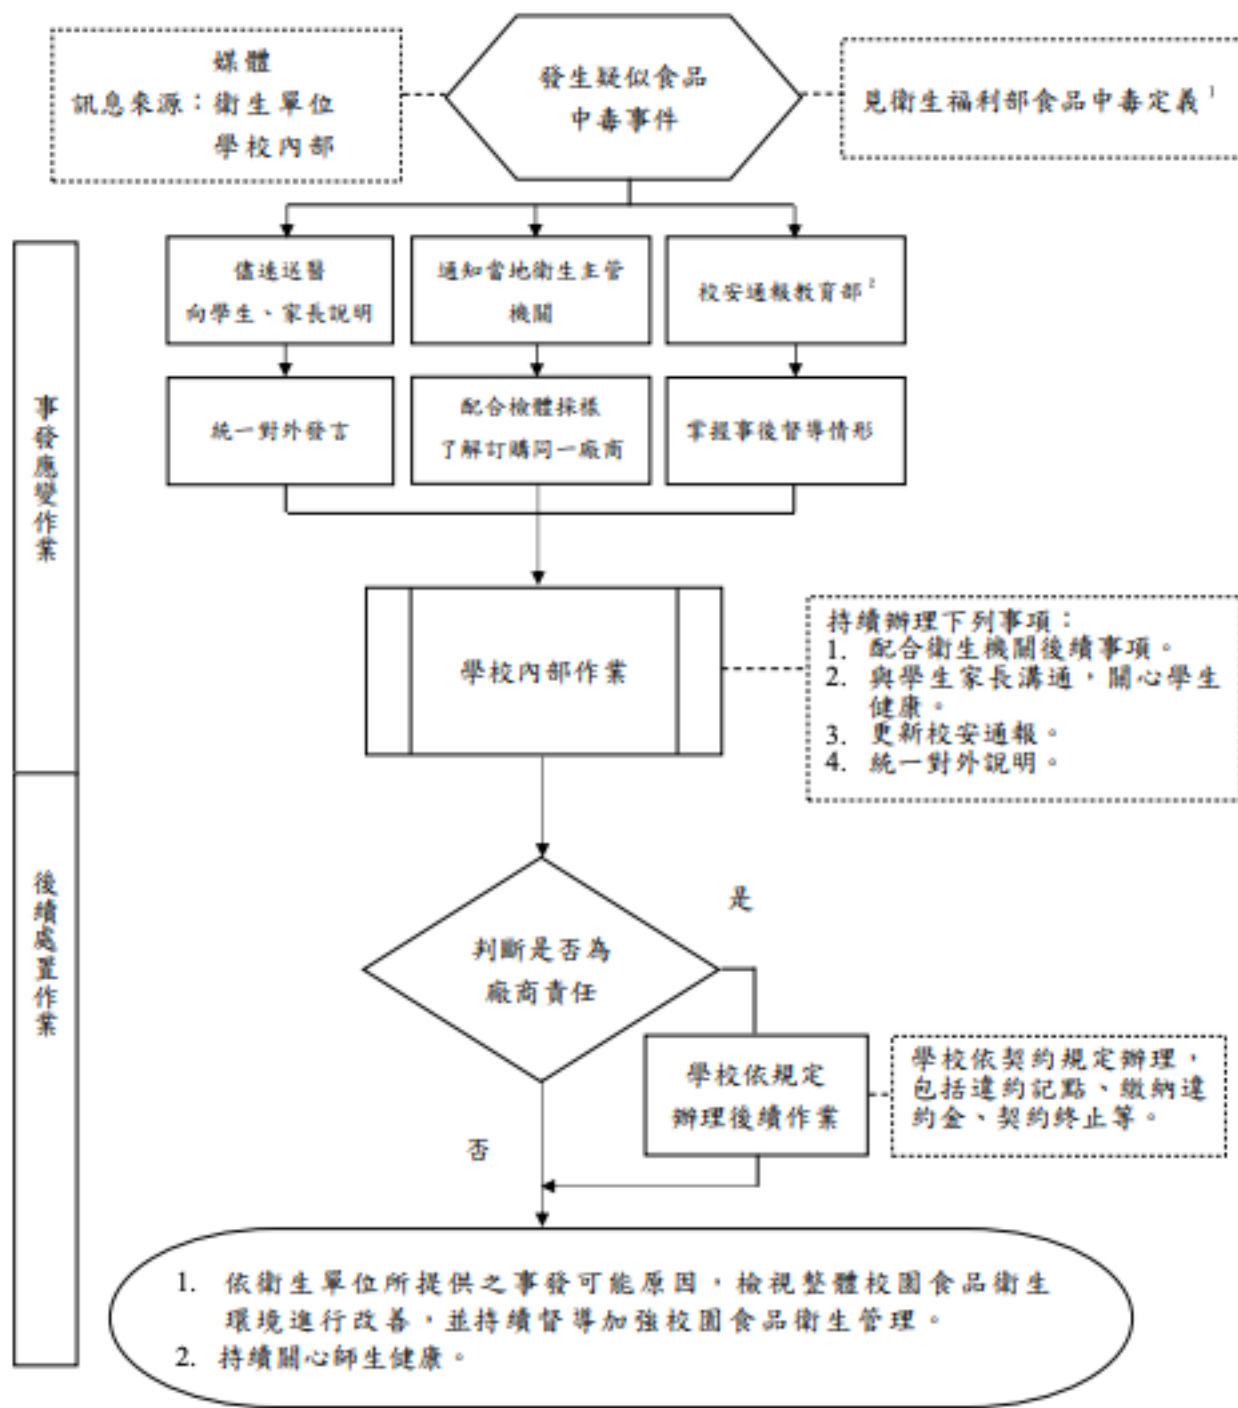 媒體
訊息來源：衛生單位
學校內部
發生疑似食品
中毒事件
見衛生福利部食品中毒定義1
儘速送醫
向學生、家長說明
通知當地衛生主管
機關
校安通報教育部2
統一對外發言
配合檢體採樣
了解訂購同一廠商
掌握事後督導情形
事發應變作業
學校內部作業
持續辦理下列事項：
1. 配合衛生機關後續事項。
2. 與學生家長溝通，關心學生
健康。
3. 更新校安通報。
4. 統一對外說明。
後續處置作業
判斷是否為
廠商責任
是
學校依規定
辦理後續作業
學校依契約規定辦理，
包括違約記點、繳納違
約金、契約終止等。
否
1. 依衛生單位所提供之事發可能原因，檢視整體校園食品衛生
環境進行改善，並持續督導加強校園食品衛生管理。
2. 持續關心師生健康。